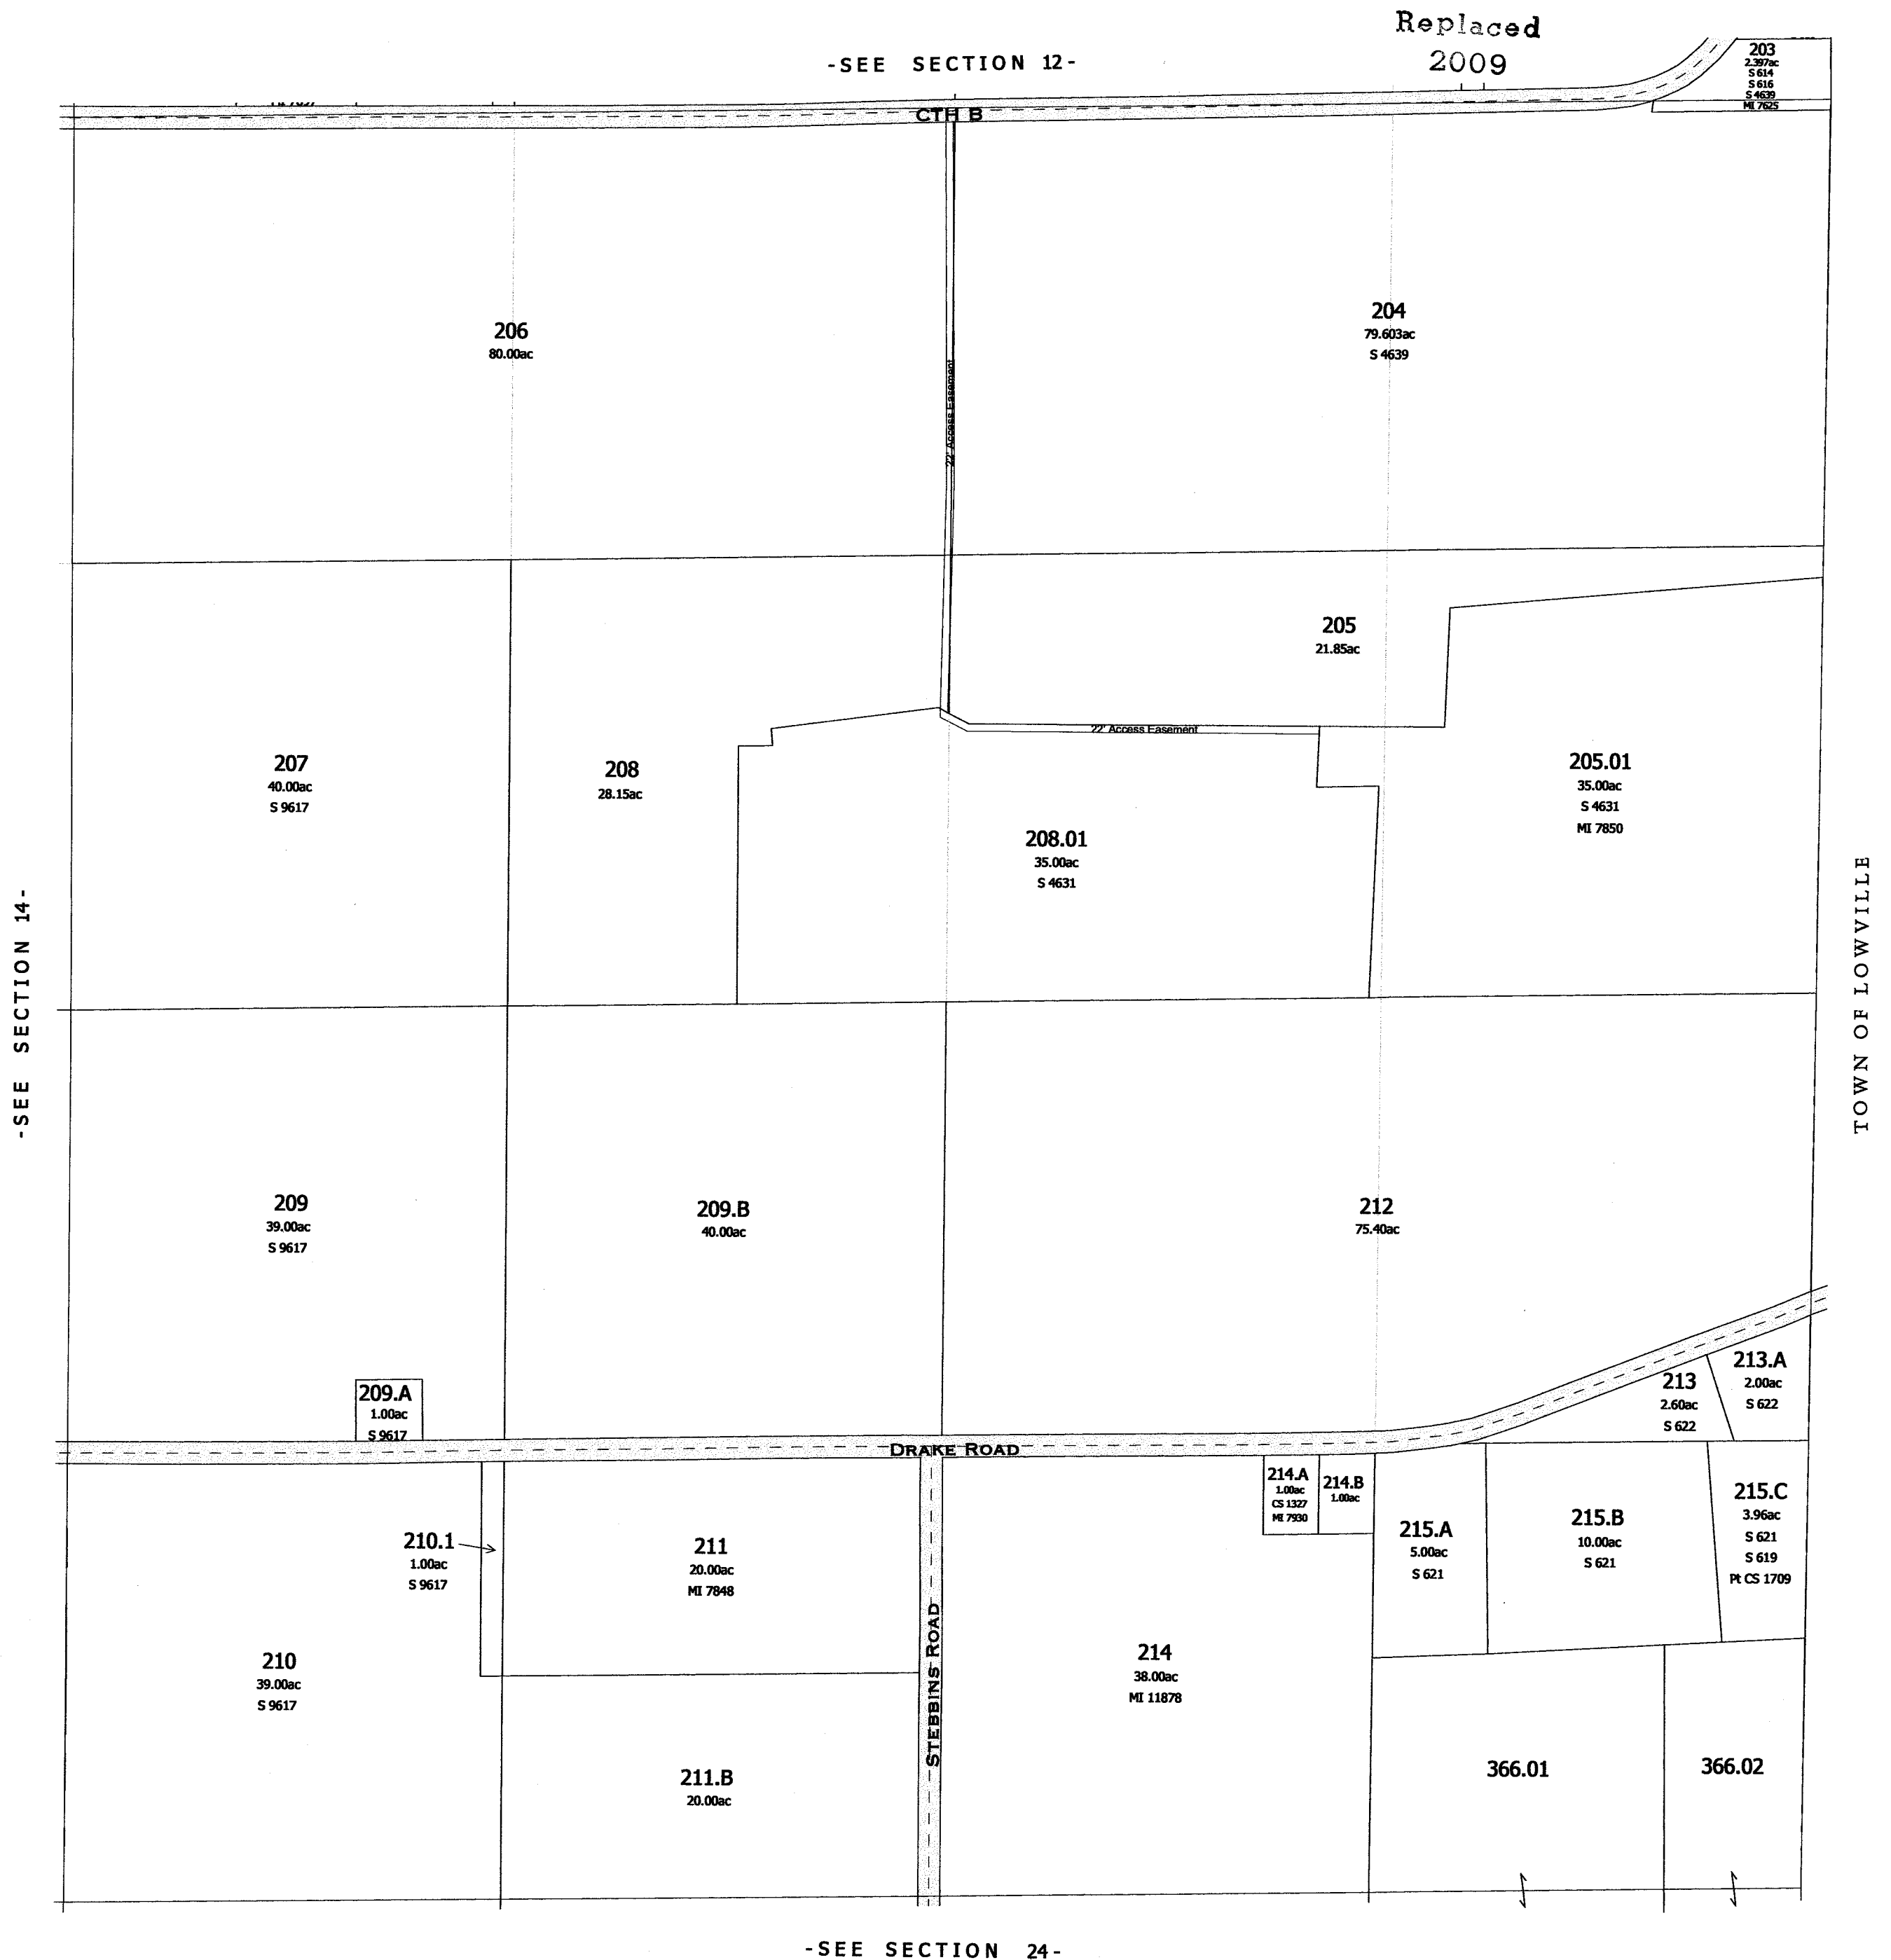 Replaced
2009
-SEE SECTION 12-
203
2.397ac
S 614
S 616
S 4639
MI 7625
CTH B
206
80.00ac
204
79.603ac
S 4639
22' Access Easement
205
21.85ac
22' Access Easement
207
40.00ac
S 9617
208
28.15ac
205.01
35.00ac
S 4631
MI 7850
208.01
35.00ac
S 4631
-SEE SECTION 14-
TOWN OF LOWVILLE
209
39.00ac
S 9617
209.B
40.00ac
212
75.40ac
209.A
1.00ac
S 9617
213.A
2.00ac
S 622
213
2.60ac
S 622
DRAKE ROAD
214.A
1.00ac
CS 1327
MI 7930
214.B
1.00ac
215.A
5.00ac
S 621
215.B
10.00ac
S 621
215.C
3.96ac
S 621
S 619
Pt CS 1709
210.1
1.00ac
S 9617
211
20.00ac
MI 7848
STEBBINS ROAD
210
39.00ac
S 9617
214
38.00ac
MI 11878
211.B
20.00ac
366.01
366.02
-SEE SECTION 24-